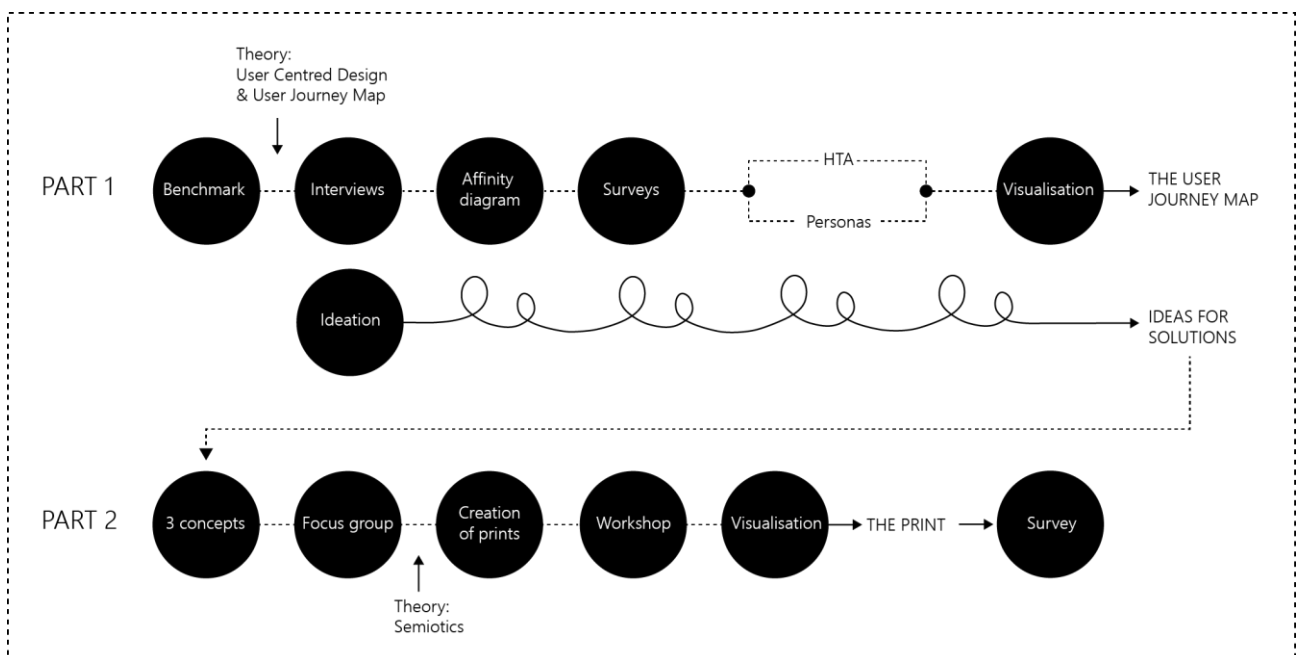 Theory:
User Centred Design
& User Journey Map
PART 1
Benchmark
Interviews
Affinity
diagram
Surveys
HTA
Personas
Visualisation
THE USER
JOURNEY MAP
Ideation
IDEAS FOR
SOLUTIONS
PART 2
3 concepts
Focus group
Creation
of prints
Workshop
Visualisation
THE PRINT
Survey
Theory:
Semiotics